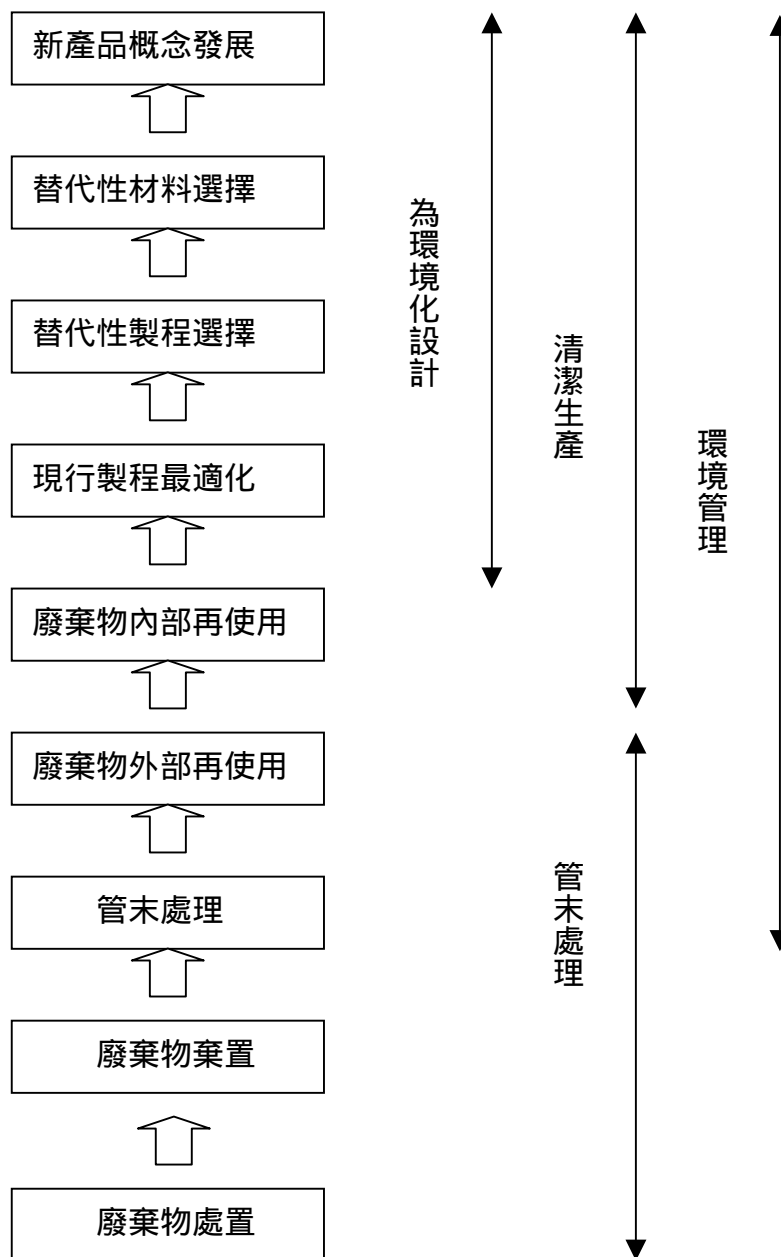 新產品概念發展
替代性材料選擇
替代性製程選擇
現行製程最適化
廢棄物內部再使用
廢棄物外部再使用
管末處理
廢棄物棄置
廢棄物處置
為環境化設計
清潔生產
管末處理
環境管理